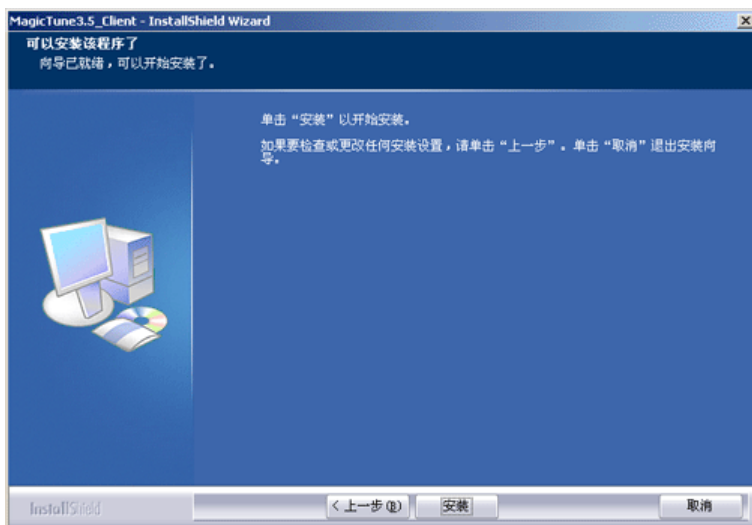 MagicTune3.5_Client - InstallShield Wizard
可以安装该程序了
向导已就绪，可以开始安装了。
单击“安装”以开始安装。
如果要检查或更改任何安装设置，请单击“上一步”。单击“取消”退出安装向
导。
InstallShield
< 上一步(B)
安装
取消